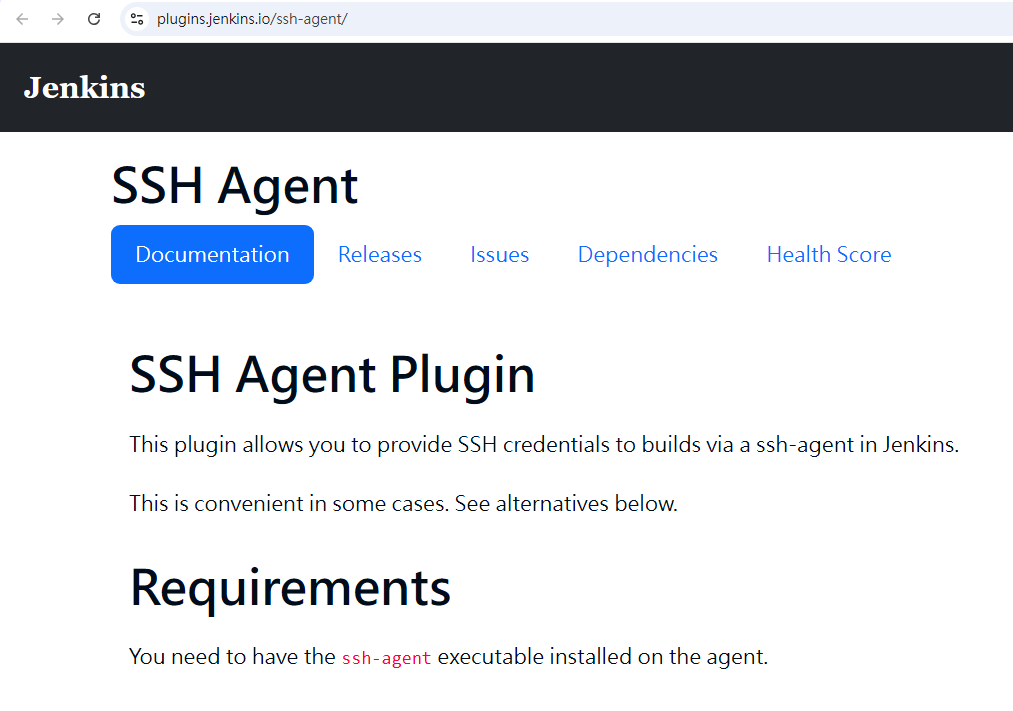 plugins.jenkins.io/ssh-agent/
Jenkins
SSH Agent
Documentation Releases Issues Dependencies Health Score
SSH Agent Plugin
This plugin allows you to provide SSH credentials to builds via a ssh-agent in Jenkins.
This is convenient in some cases. See alternatives below.
Requirements
You need to have the ssh-agent executable installed on the agent.